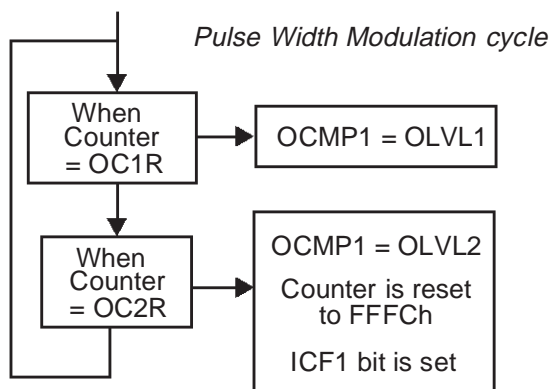 Pulse Width Modulation cycle
When
Counter
= OC1R
OCMP1 = OLVL1
When
Counter
= OC2R
OCMP1 = OLVL2
Counter is reset
to FFFCh
ICF1 bit is set